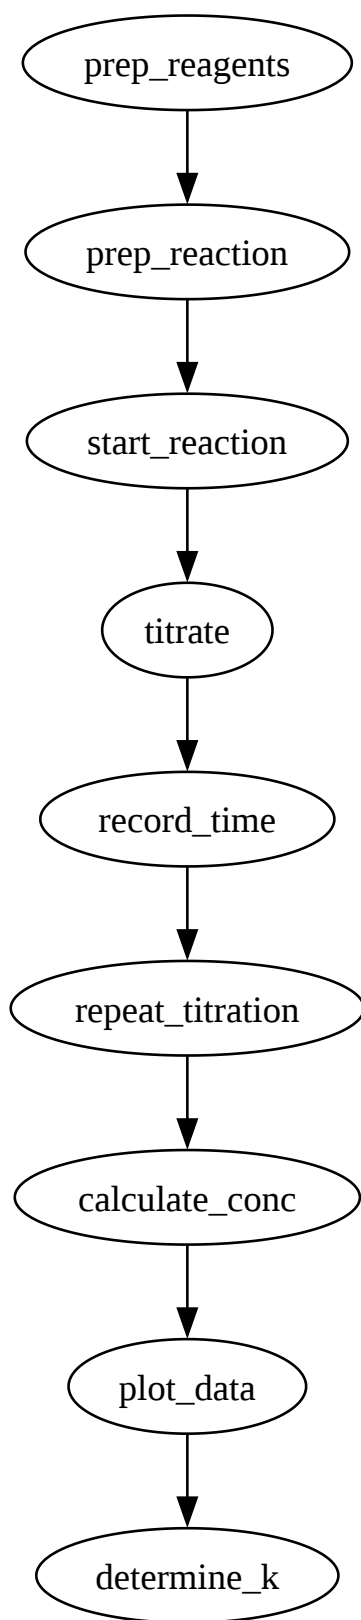 prep_reagents
prep_reaction
start_reaction
titrate
record_time
repeat_titration
calculate_conc
plot_data
determine_k